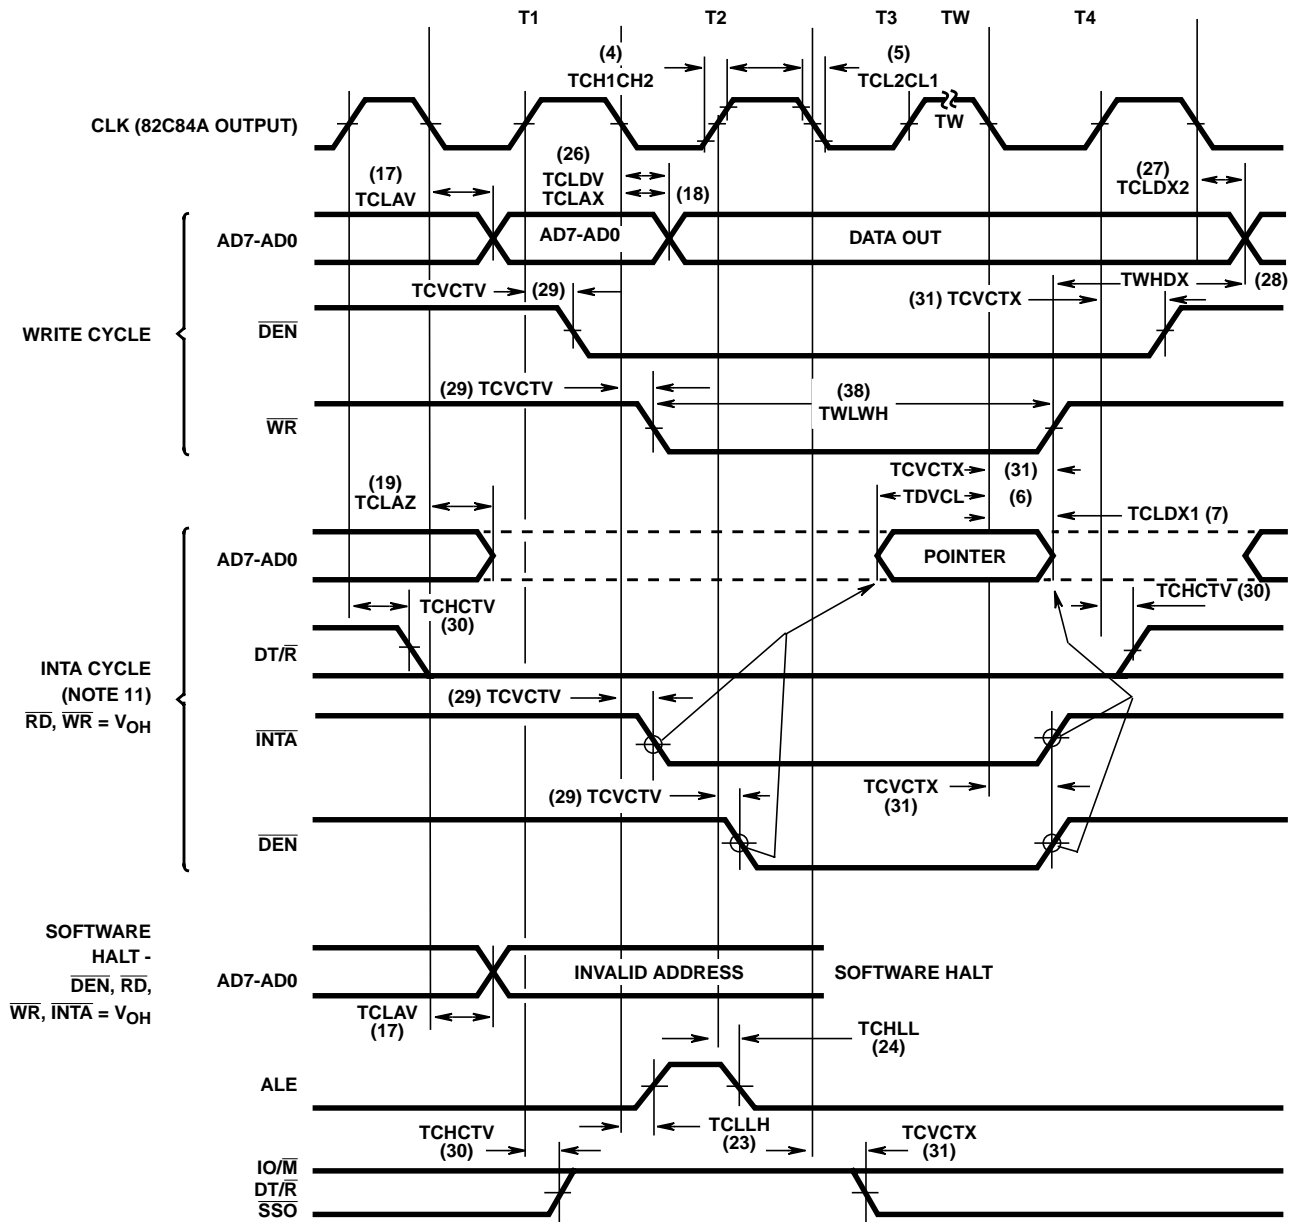 T1 T2 T3 TW T4
(4)
TCH1CH2
(5)
TCL2CL1
CLK (82C84A OUTPUT)
TW
(17)
TCLAV
(26)
TCLDV
TCLAX
(18)
(27)
TCLDX2
WRITE CYCLE
AD7-AD0
AD7-AD0
DATA OUT
TCVCTV (29)
(31) TCVCTX
TWHDX
(28)
DEN
(29) TCVCTV
(38)
TWLWH
WR
TCVCTX (31)
(19)
TCLAZ
TDVCL (6)
TCLDX1 (7)
AD7-AD0
POINTER
TCHCTV
(30)
TCHCTV (30)
DT/R
INTA CYCLE
(NOTE 11)
RD, WR = VOH
(29) TCVCTV
INTA
(29) TCVCTV
TCVCTX
(31)
DEN
SOFTWARE
HALT -
DEN, RD,
WR, INTA = VOH
AD7-AD0
INVALID ADDRESS
SOFTWARE HALT
TCLAV
(17)
TCHLL
(24)
ALE
TCLLH
(23)
TCHCTV
(30)
TCVCTX
(31)
IO/M
DT/R
SSO